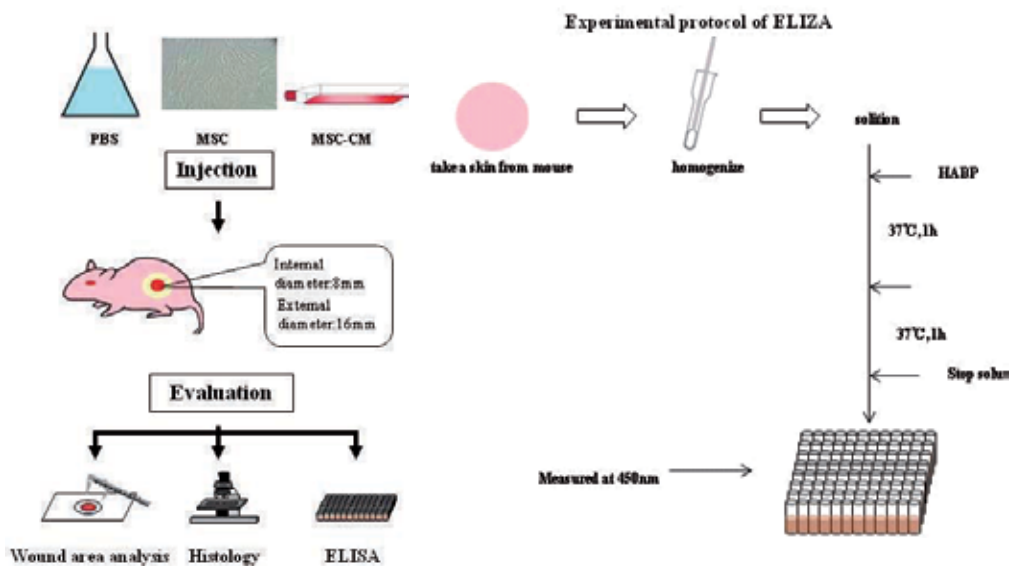 PBS
MSC
MSC-CM
Injection
Internal
diameter:8mm
External
diameter:16mm
Evaluation
Wound area analysis
Histology
ELISA
Experimental protocol of ELIZA
take a skin from mouse
homogenize
solition
HABP
37℃,1h
37℃,1h
Stop solut
Measured at 450nm